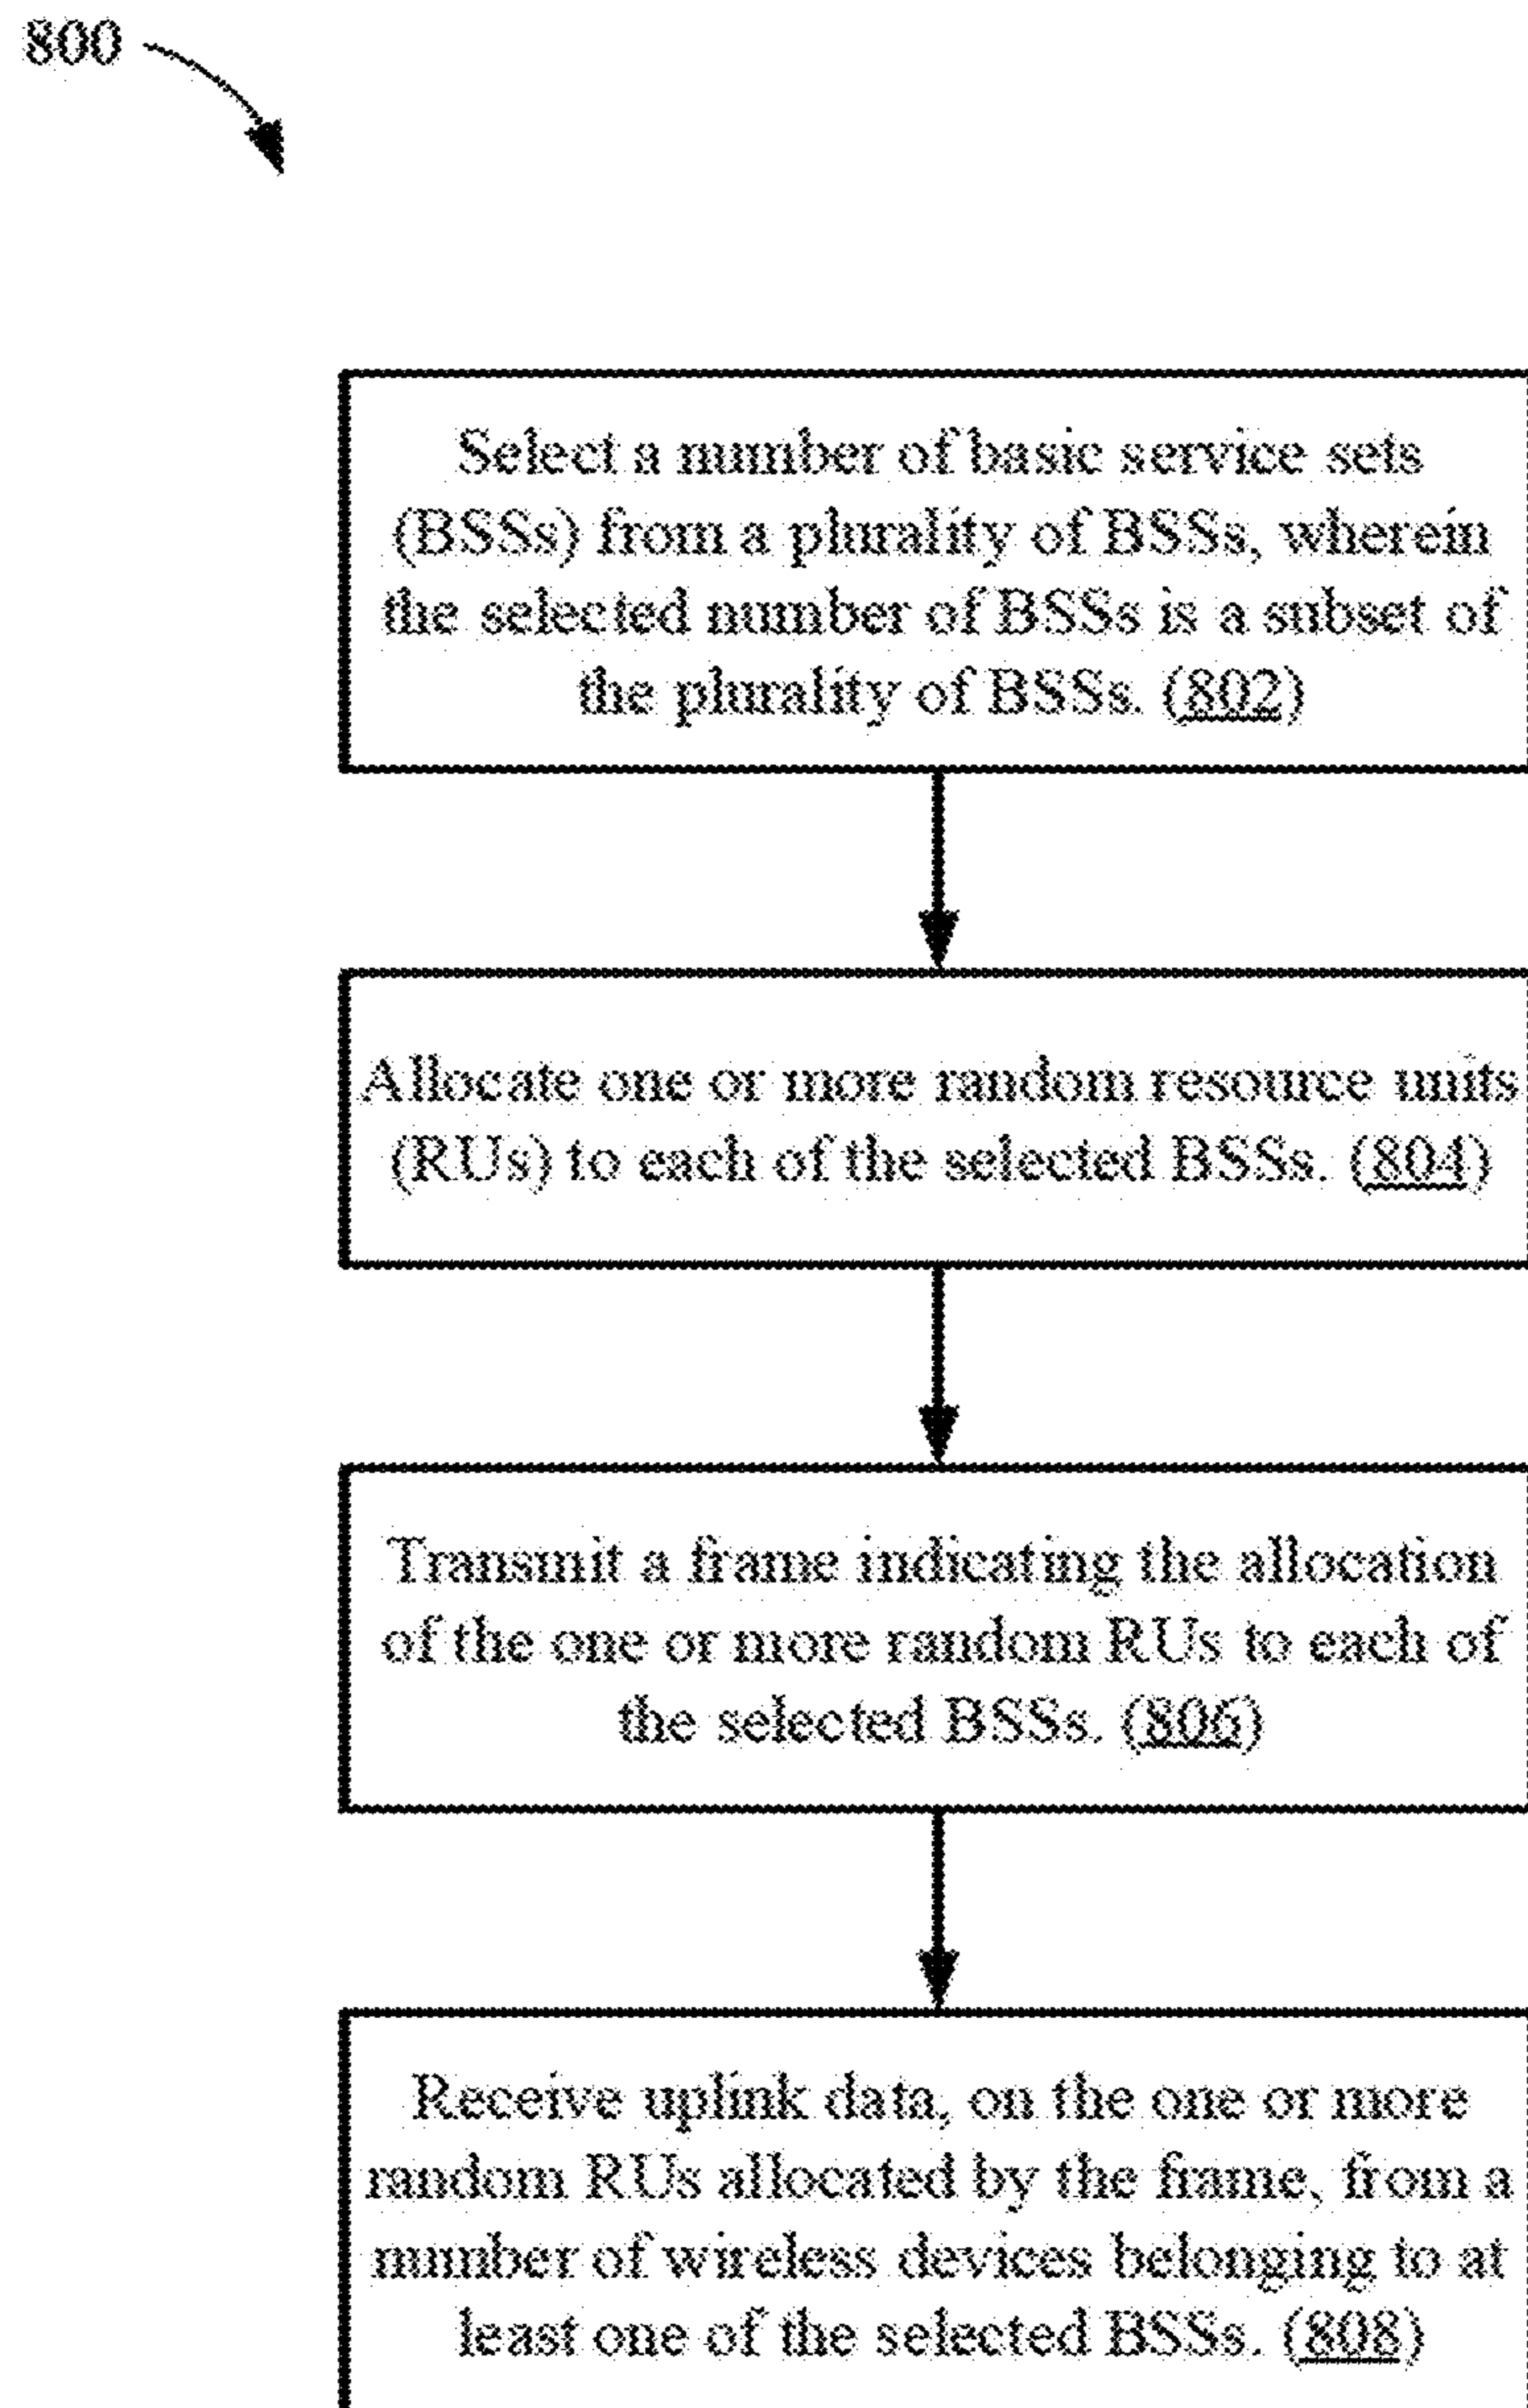 800
Select a number of basic service sets
(BSSs) from a plurality of BSSs, wherein
the selected number of BSSs is a subset of
the plurality of BSSs. (802)
Allocate one or more random resource units
(RUs) to each of the selected BSSs. (804)
Transmit a frame indicating the allocation
of the one or more random RUs to each of
the selected BSSs. (806)
Receive uplink data, on the one or more
random RUs allocated by the frame, from a
number of wireless devices belonging to at
least one of the selected BSSs. (808)